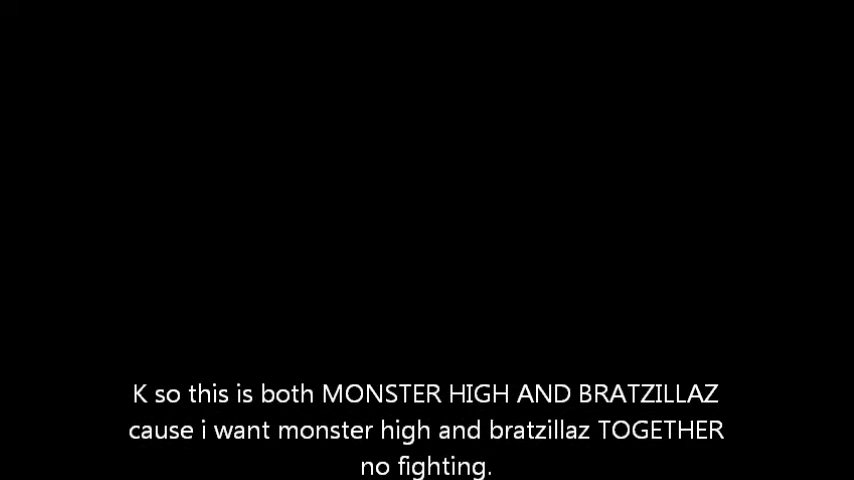 K so this is both MONSTER HIGH AND BRATZILLAZ
cause i want monster high and bratzillaz TOGETHER
no fighting.